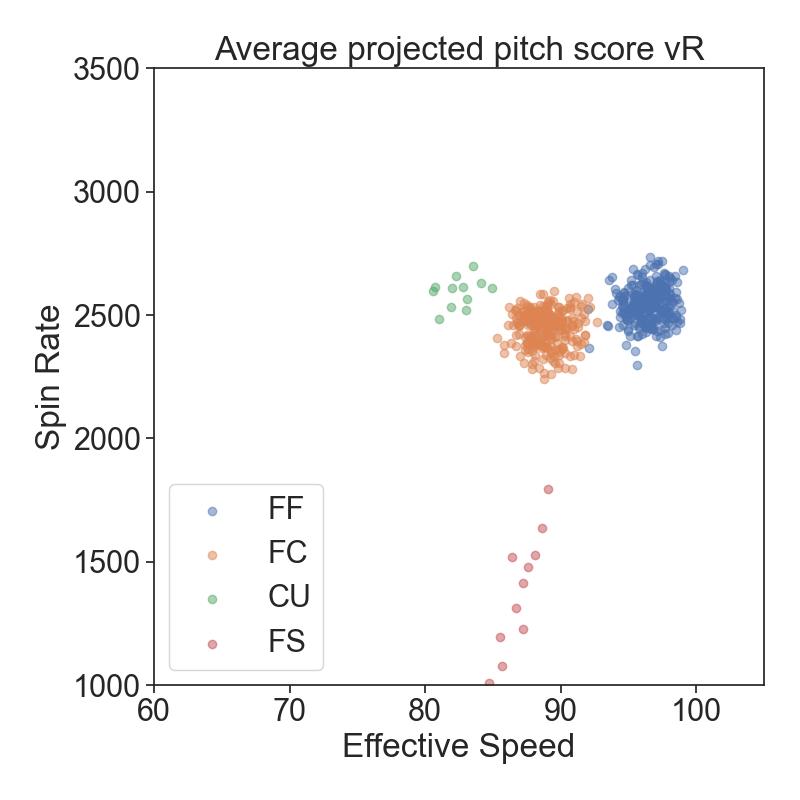 Average projected pitch score vR
3500
3000
2500
2000
1500
1000
Spin Rate
FF
FC
CU
FS
60
70
80
90
100
Effective Speed